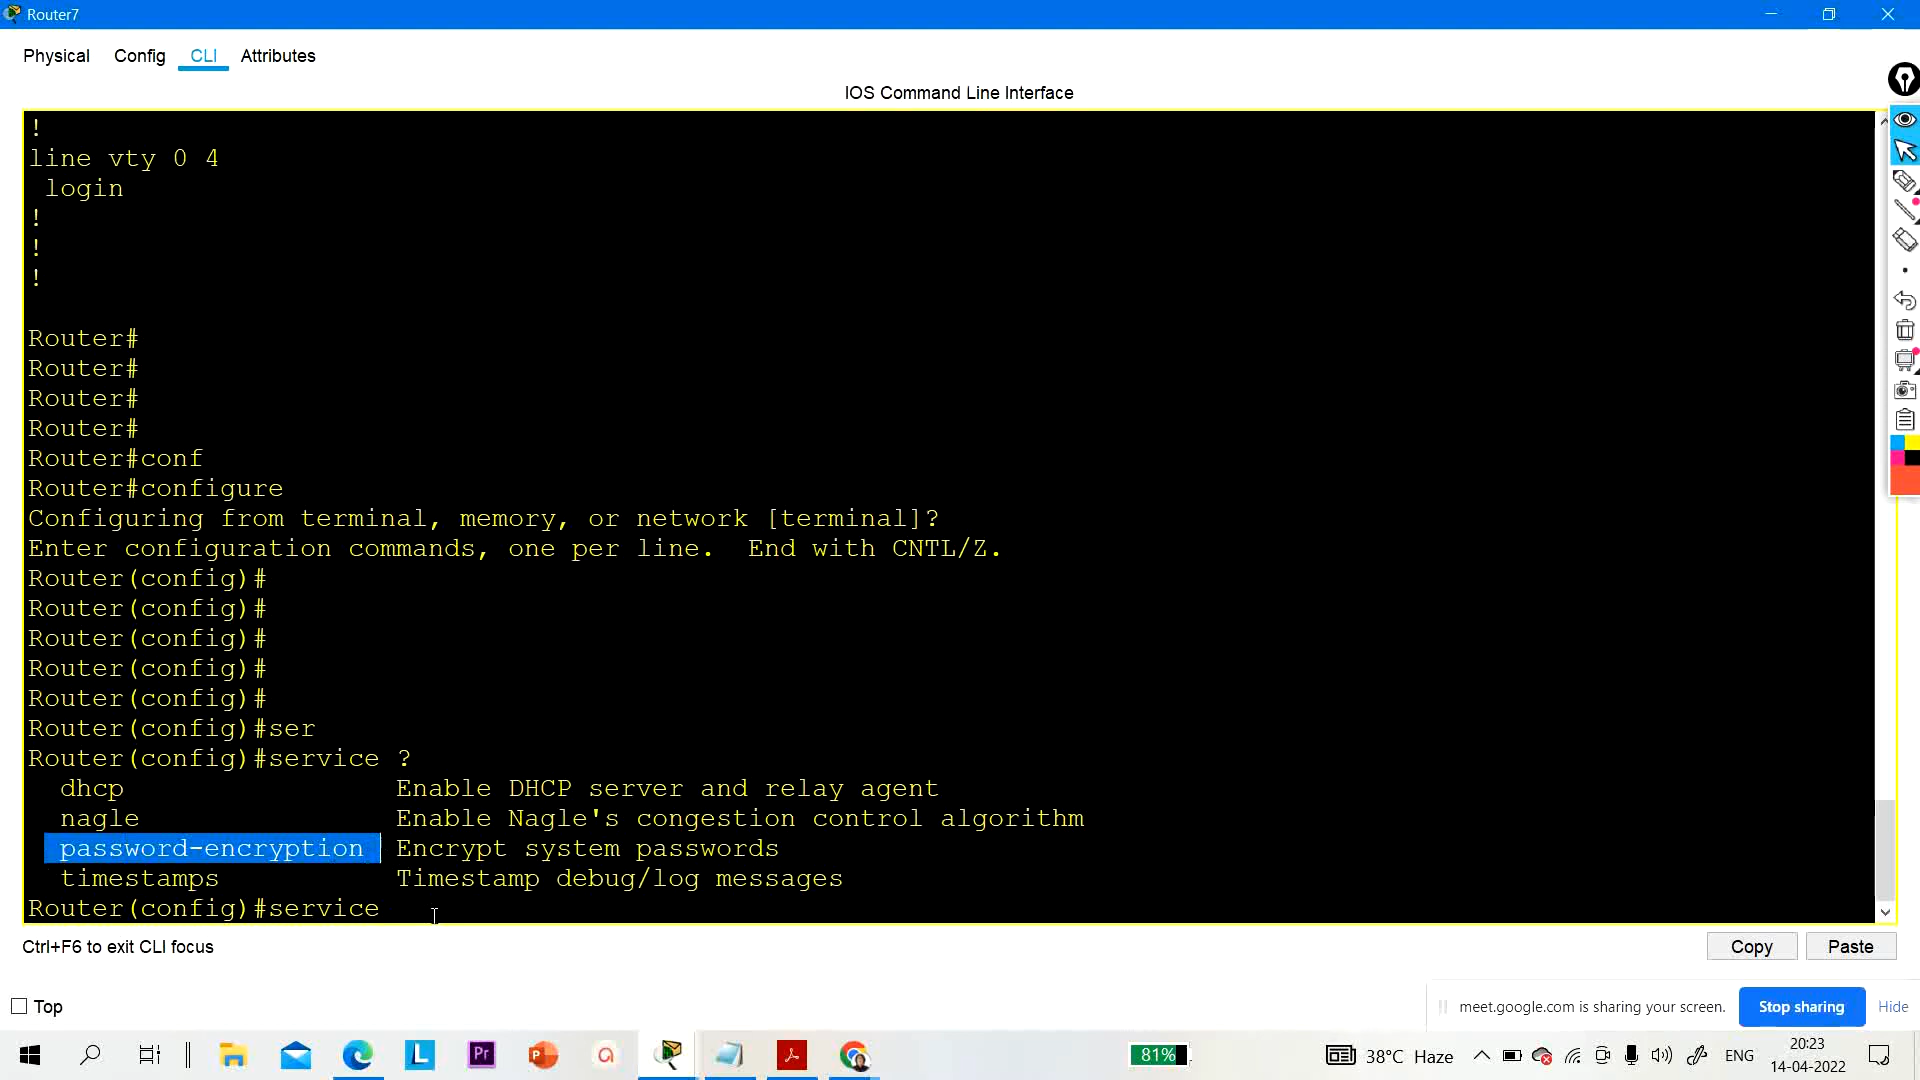 Router7
Physical Config CLI Attributes
IOS Command Line Interface
!
line vty 0 4
login
!
!
!
Router#
Router#
Router#
Router#
Router#conf
Router#configure
Configuring from terminal, memory, or network [terminal]?
Enter configuration commands, one per line.  End with CNTL/Z.
Router(config)#
Router(config)#
Router(config)#
Router(config)#
Router(config)#
Router(config)#ser
Router(config)#service ?
dhcp Enable DHCP server and relay agent
nagle Enable Nagle's congestion control algorithm
password-encryption Encrypt system passwords
timestamps Timestamp debug/log messages
Router(config)#service
Ctrl+F6 to exit CLI focus
Copy Paste
Top
meet.google.com is sharing your screen. Stop sharing Hide
L Pr P a 81% 38°C Haze ENG 20:23
14-04-2022